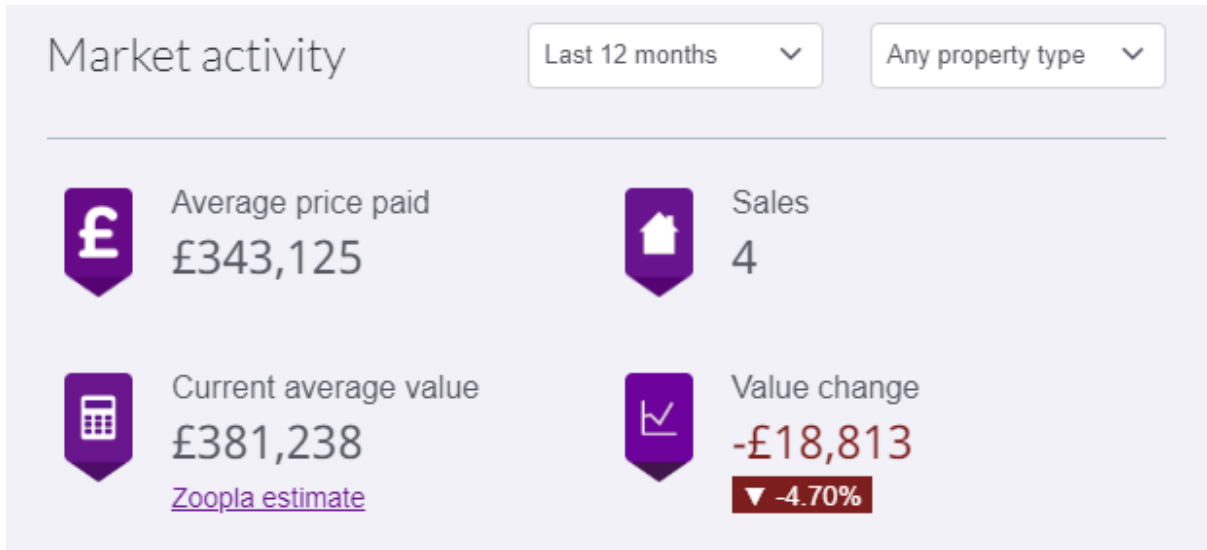 Market activity
Last 12 months
Any property type
£
Average price paid
£343,125
Sales
4
Current average value
£381,238
Zoopla estimate
Value change
-£18,813
▼ -4.70%